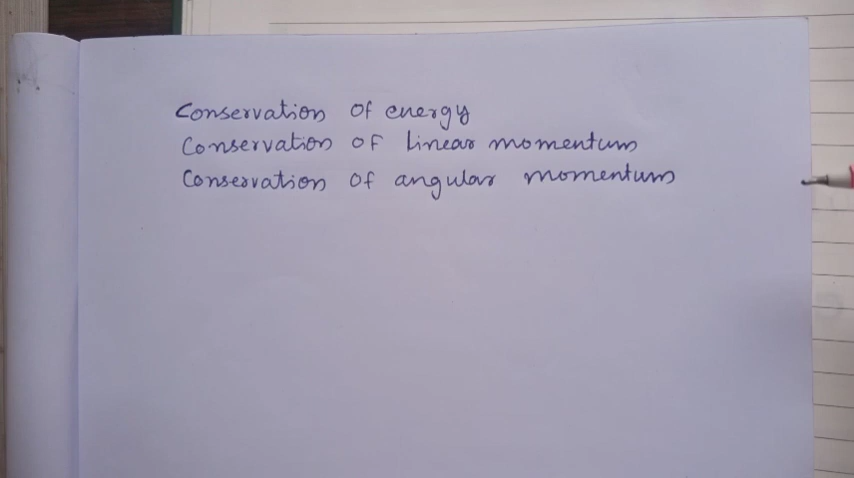 Conservation of energy
Conservation of linear momentum
Conservation of angular momentum